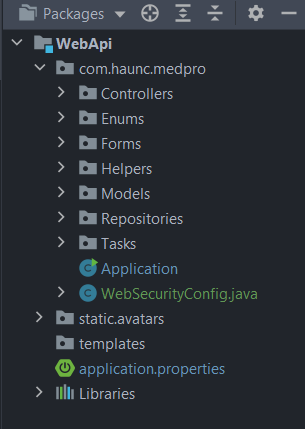 Packages
WebApi
com.haunc.medpro
Controllers
Enums
Forms
Helpers
Models
Repositories
Tasks
Application
WebSecurityConfig.java
static.avatars
templates
application.properties
Libraries